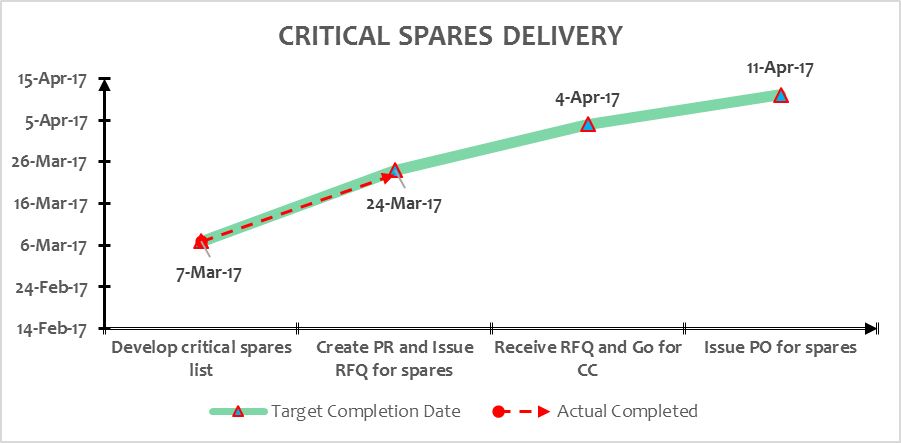 CRITICAL SPARES DELIVERY
15-Apr-17
5-Apr-17
26-Mar-17
16-Mar-17
6-Mar-17
24-Feb-17
14-Feb-17
11-Apr-17
4-Apr-17
24-Mar-17
7-Mar-17
Develop critical spares
list
Create PR and Issue
RFQ for spares
Receive RFQ and Go for
CC
Issue PO for spares
Target Completion Date
Actual Completed